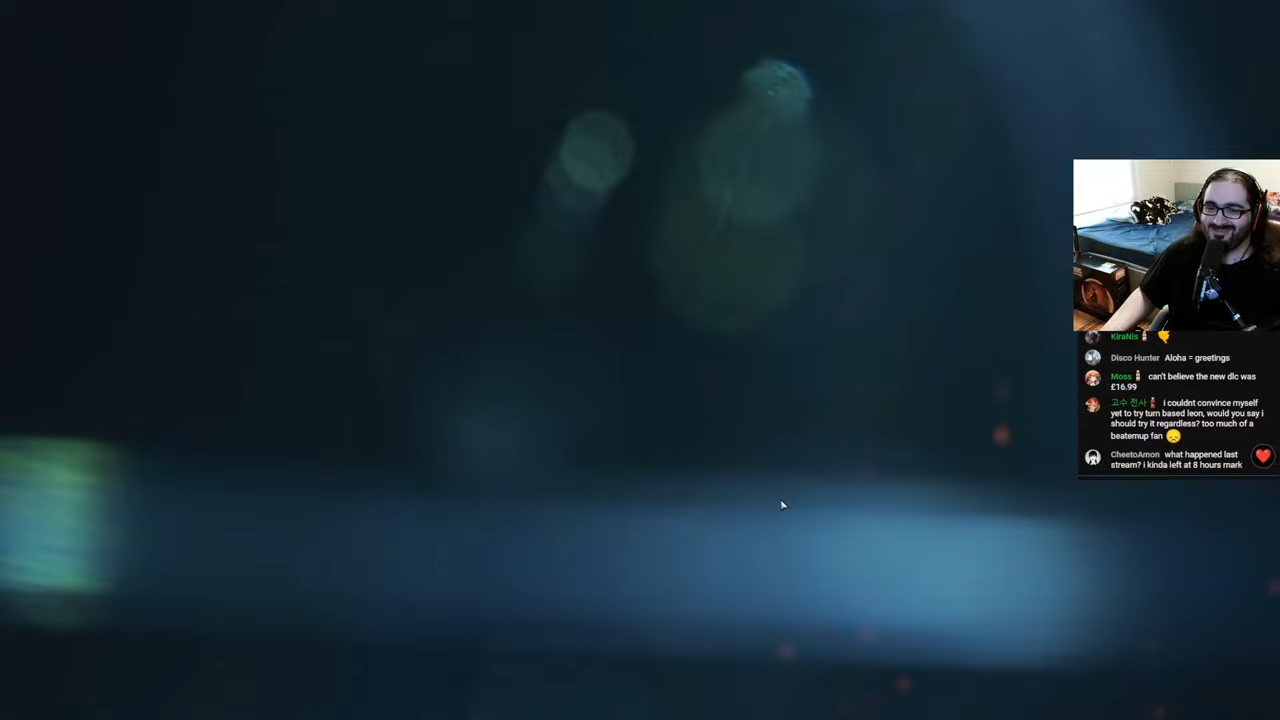 KiraNis
Disco Hunter Aloha = greetings
Moss can't believe the new dlc was
£16.99
고수 전사 i couldnt convince myself
yet to try turn based leon, would you say i
should try it regardless? too much of a
beatemup fan
CheetoAmon what happened last
stream? i kinda left at 8 hours mark